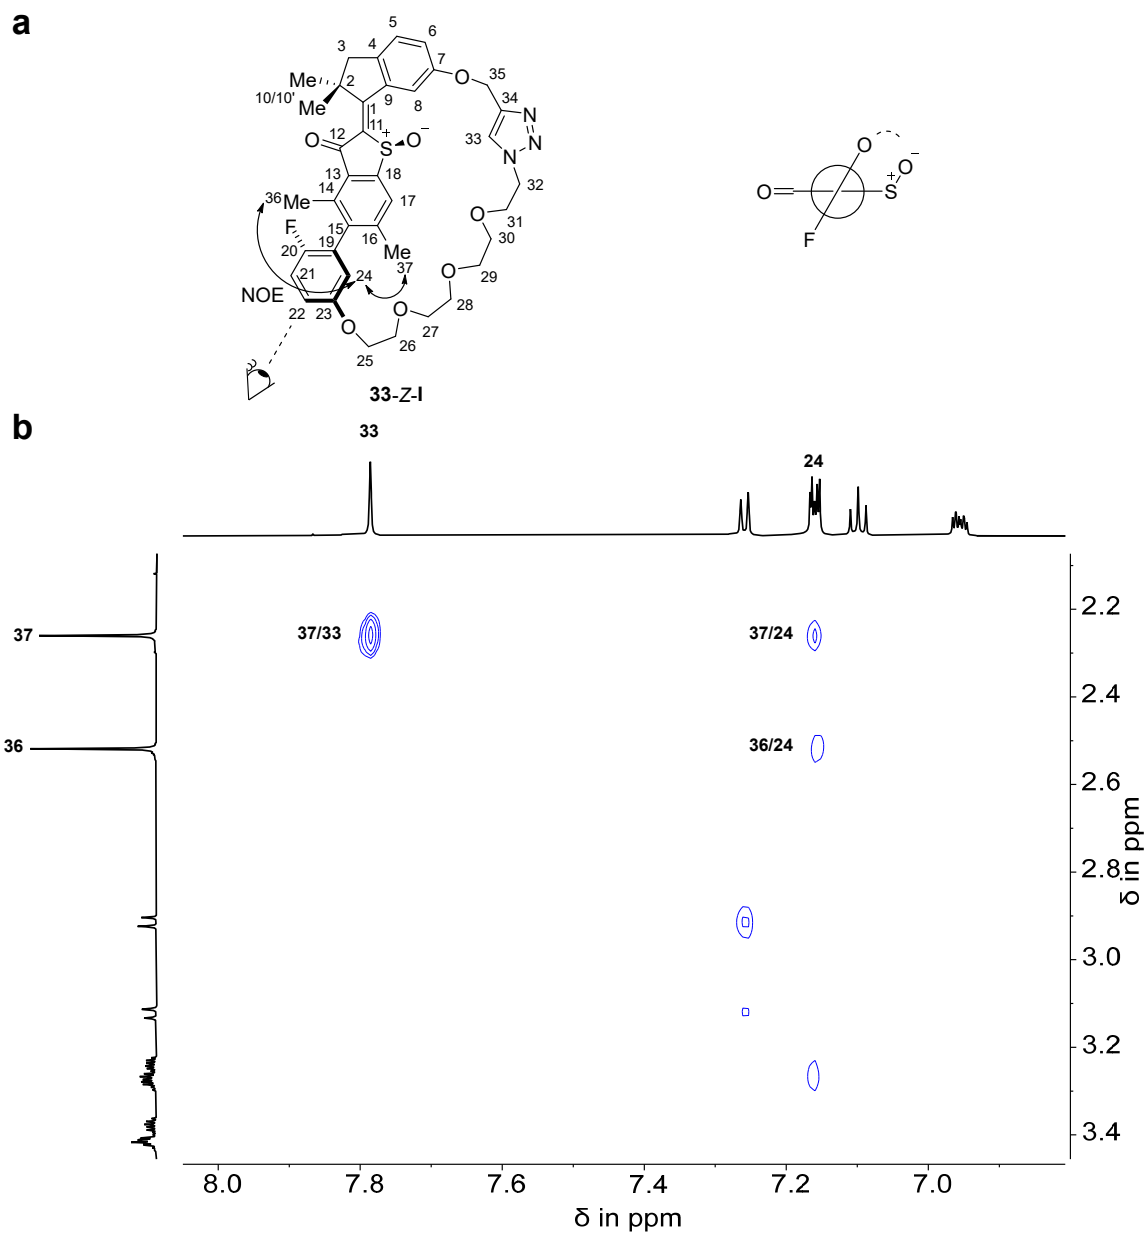 a
5
6
3
4
7
35
O
Me
2
9
8
34
10/10'
Me
1
N
12
11
+
−
33
N
O
S
O
N
13
18
32
36
Me
14
17
O
31
F
15
16
30
20
19
Me
21
24
37
O
29
NOE
22
23
O
28
O
27
26
25
33-Z-I
O
−
O
+
O
S
F
b
33
24
37
37/33
37/24
36
36/24
2.2
2.4
2.6
2.8
3.0
3.2
3.4
δ in ppm
8.0
7.8
7.6
7.4
7.2
7.0
δ in ppm